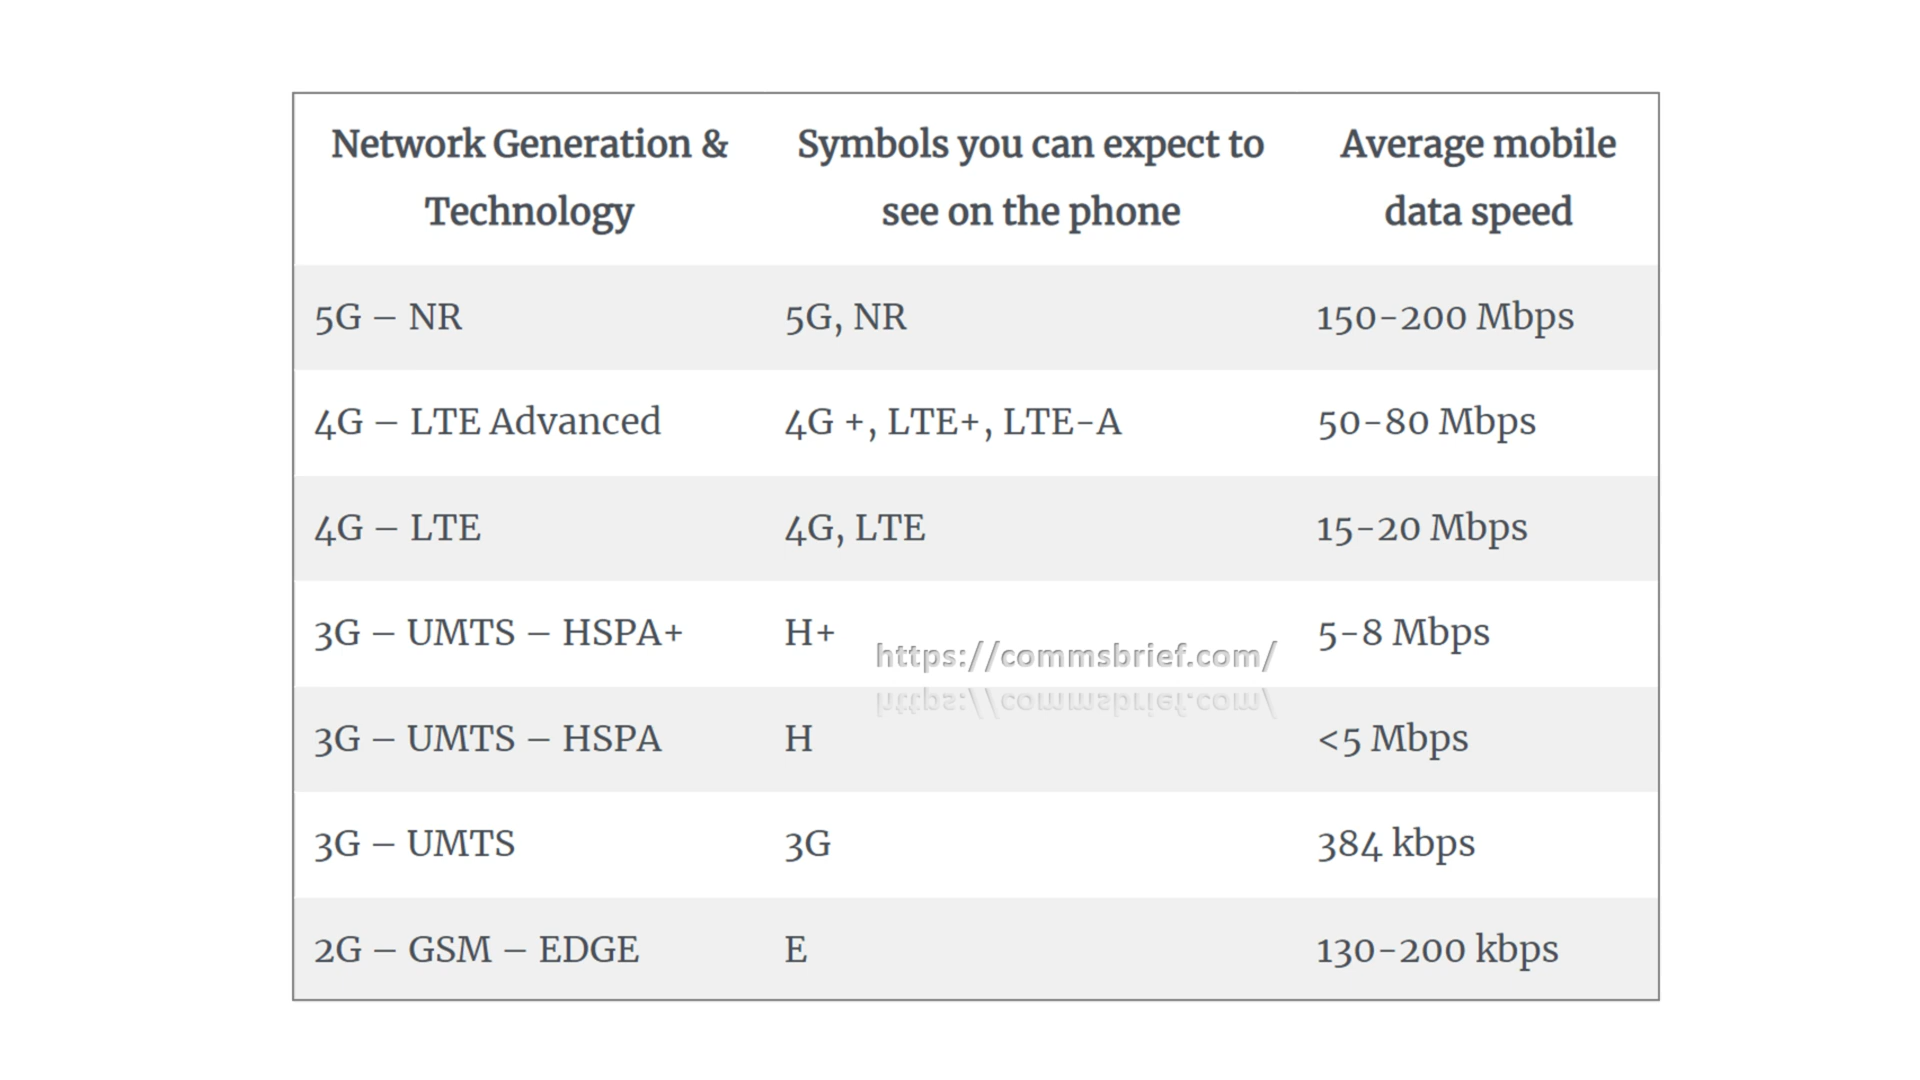 Network Generation & Technology | Symbols you can expect to see on the phone | Average mobile data speed
5G – NR | 5G, NR | 150-200 Mbps
4G – LTE Advanced | 4G +, LTE+, LTE-A | 50-80 Mbps
4G – LTE | 4G, LTE | 15-20 Mbps
3G – UMTS – HSPA+ | H+ | 5-8 Mbps
https://commsbrief.com/
3G – UMTS – HSPA | H | <5 Mbps
3G – UMTS | 3G | 384 kbps
2G – GSM – EDGE | E | 130-200 kbps